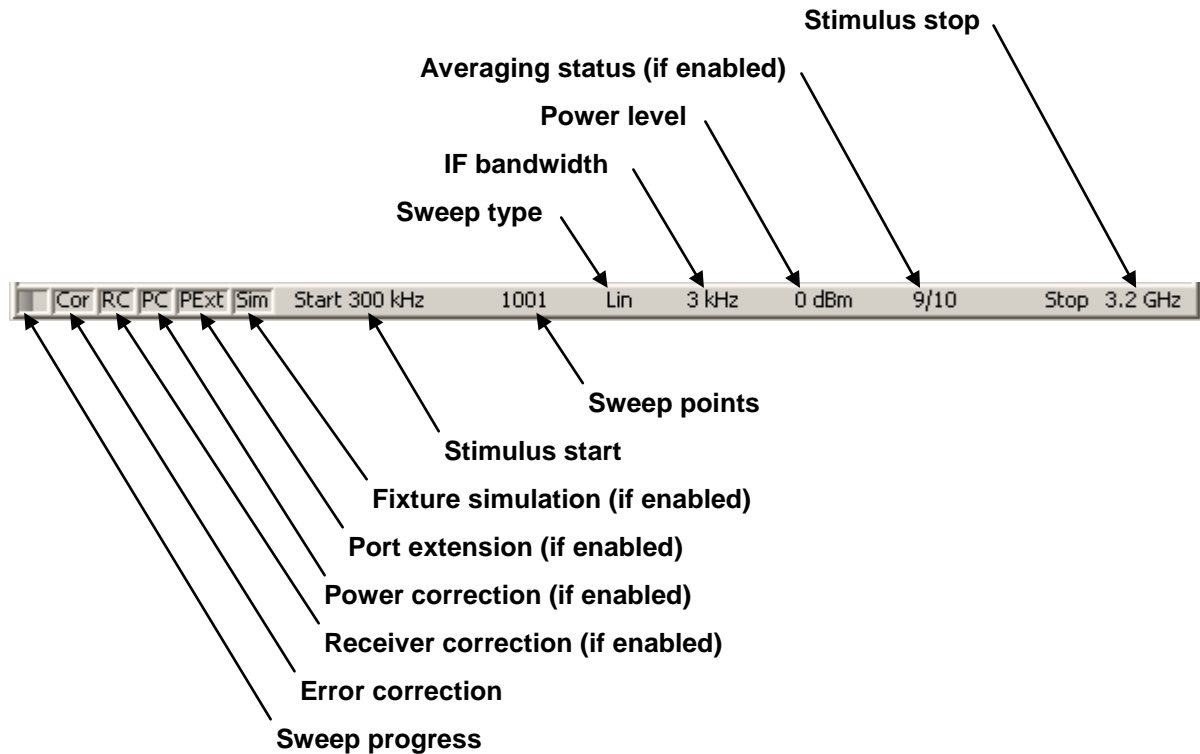 Stimulus stop
Averaging status (if enabled)
Power level
IF bandwidth
Sweep type
Cor RC PC PExt Sim Start 300 kHz 1001 Lin 3 kHz 0 dBm 9/10 Stop 3.2 GHz
Sweep points
Stimulus start
Fixture simulation (if enabled)
Port extension (if enabled)
Power correction (if enabled)
Receiver correction (if enabled)
Error correction
Sweep progress